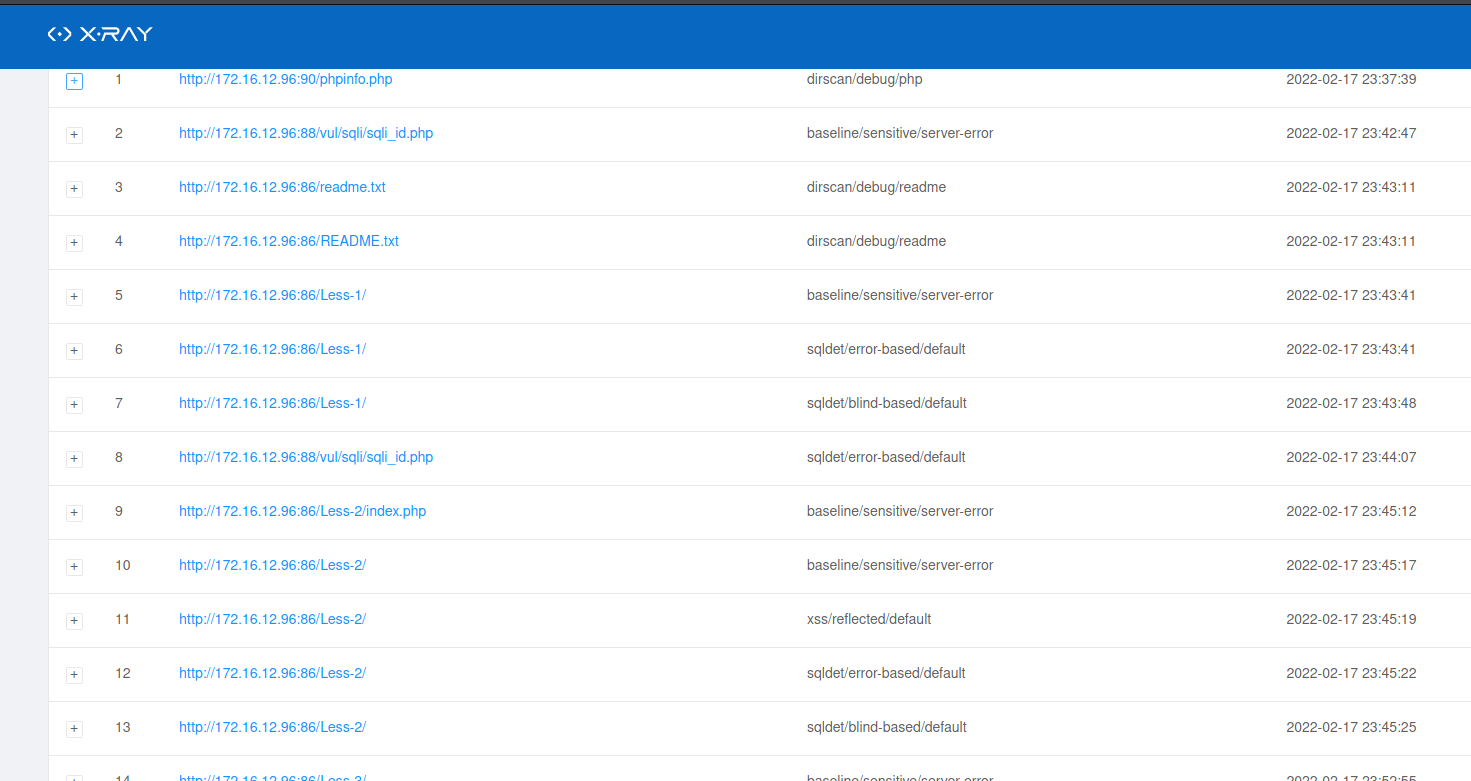 X-RAY
1 http://172.16.12.96:90/phpinfo.php dirscan/debug/php 2022-02-17 23:37:39
2 http://172.16.12.96:88/vul/sqli/sqli_id.php baseline/sensitive/server-error 2022-02-17 23:42:47
3 http://172.16.12.96:86/readme.txt dirscan/debug/readme 2022-02-17 23:43:11
4 http://172.16.12.96:86/README.txt dirscan/debug/readme 2022-02-17 23:43:11
5 http://172.16.12.96:86/Less-1/ baseline/sensitive/server-error 2022-02-17 23:43:41
6 http://172.16.12.96:86/Less-1/ sqldet/error-based/default 2022-02-17 23:43:41
7 http://172.16.12.96:86/Less-1/ sqldet/blind-based/default 2022-02-17 23:43:48
8 http://172.16.12.96:88/vul/sqli/sqli_id.php sqldet/error-based/default 2022-02-17 23:44:07
9 http://172.16.12.96:86/Less-2/index.php baseline/sensitive/server-error 2022-02-17 23:45:12
10 http://172.16.12.96:86/Less-2/ baseline/sensitive/server-error 2022-02-17 23:45:17
11 http://172.16.12.96:86/Less-2/ xss/reflected/default 2022-02-17 23:45:19
12 http://172.16.12.96:86/Less-2/ sqldet/error-based/default 2022-02-17 23:45:22
13 http://172.16.12.96:86/Less-2/ sqldet/blind-based/default 2022-02-17 23:45:25
14 http://172.16.12.96:86/Less-3/ baseline/sensitive/server-error 2022-02-17 23:52:55